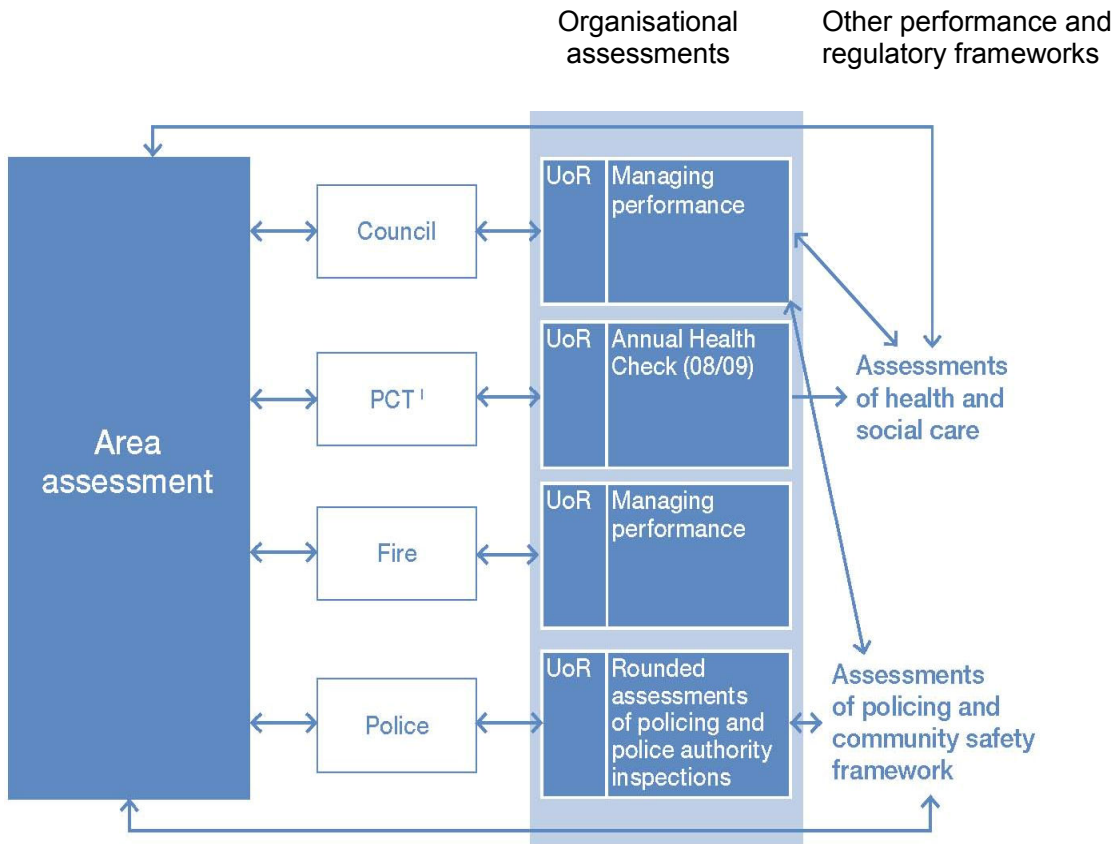 Organisational
assessments
Other performance and
regulatory frameworks
Area
assessment
Council
UoR
Managing
performance
PCT ¹
UoR
Annual Health
Check (08/09)
Assessments
of health and
social care
Fire
UoR
Managing
performance
Police
UoR
Rounded
assessments
of policing and
police authority
inspections
Assessments
of policing and
community safety
framework